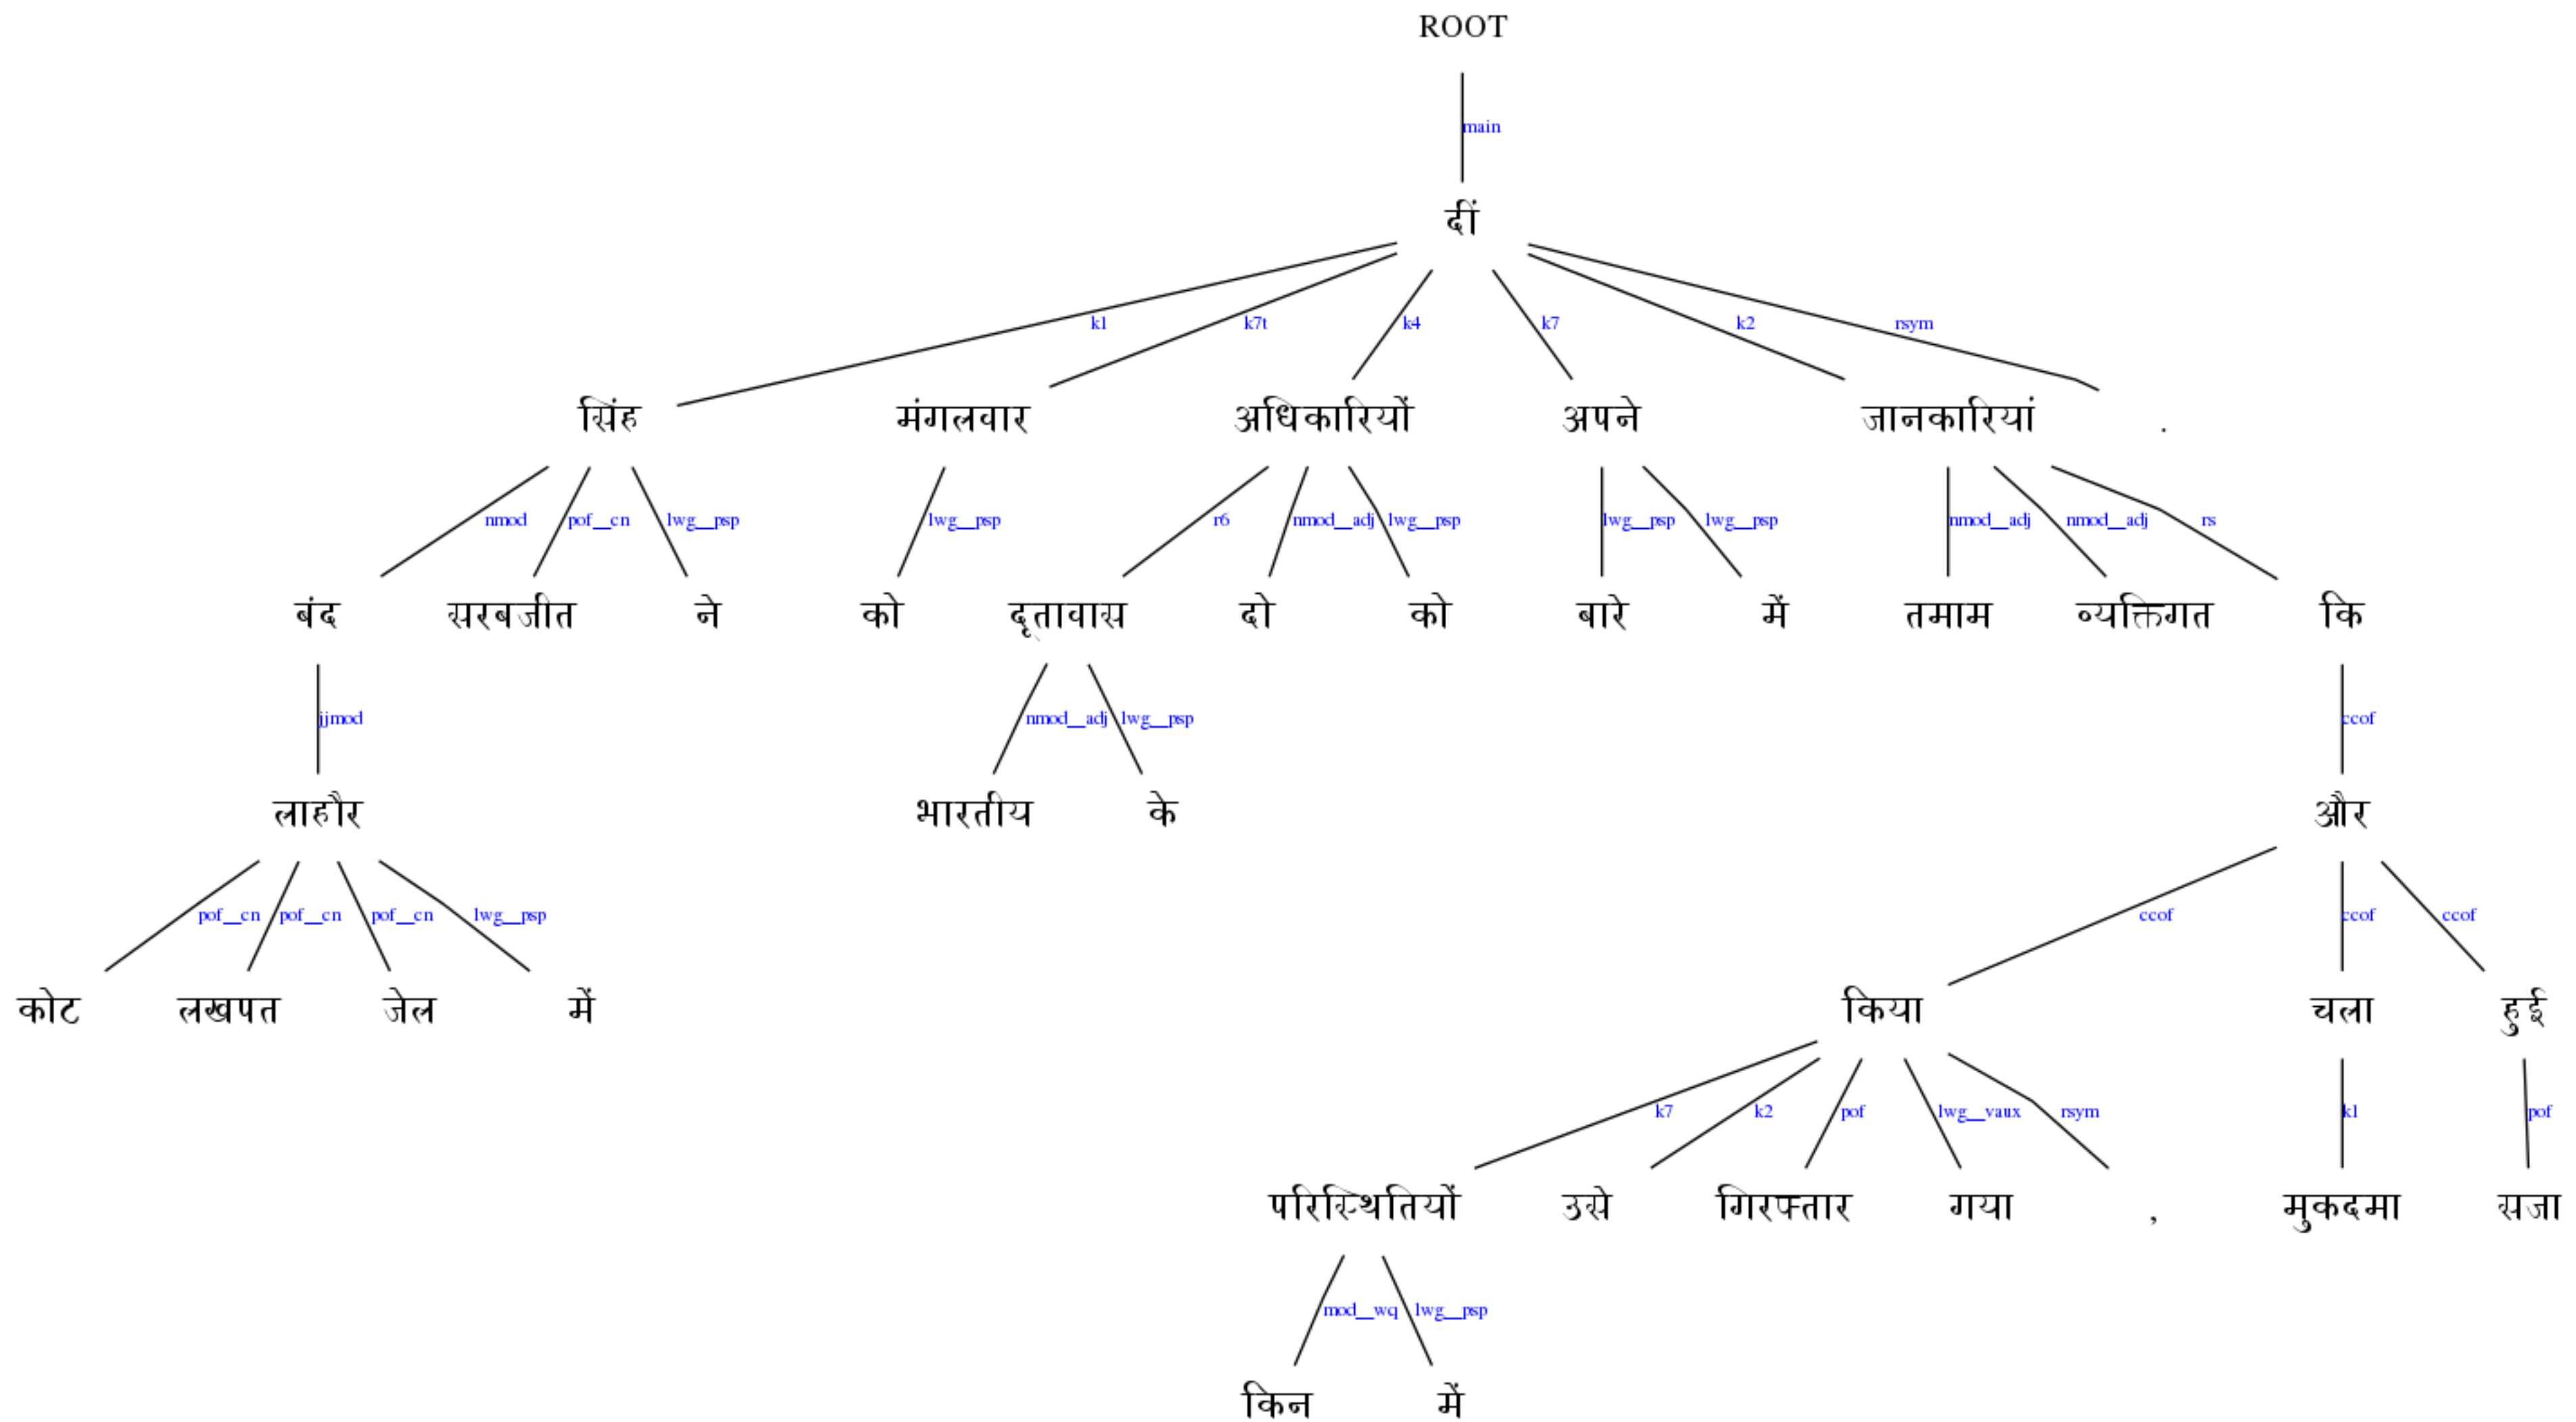 ROOT
main
दीं
k1 k7t k4 k7 k2 rsym
सिंह मंगलवार अधिकारियों अपने जानकारियां .
nmod pof__cn lwg__psp lwg__psp r6 nmod__adj lwg__psp lwg__psp lwg__psp nmod__adj nmod__adj rs
बंद सरबजीत ने को दूतावास दो को बारे में तमाम व्यक्तिगत कि
jjmod nmod__adj lwg__psp ccof
लाहौर भारतीय के और
pof__cn pof__cn pof__cn lwg__psp ccof ccof ccof
कोट लखपत जेल में किया चला हुई
k7 k2 pof lwg__vaux rsym k1 pof
परिस्थितियों उसे गिरफ्तार गया , मुकदमा सजा
mod__wq lwg__psp
किन में